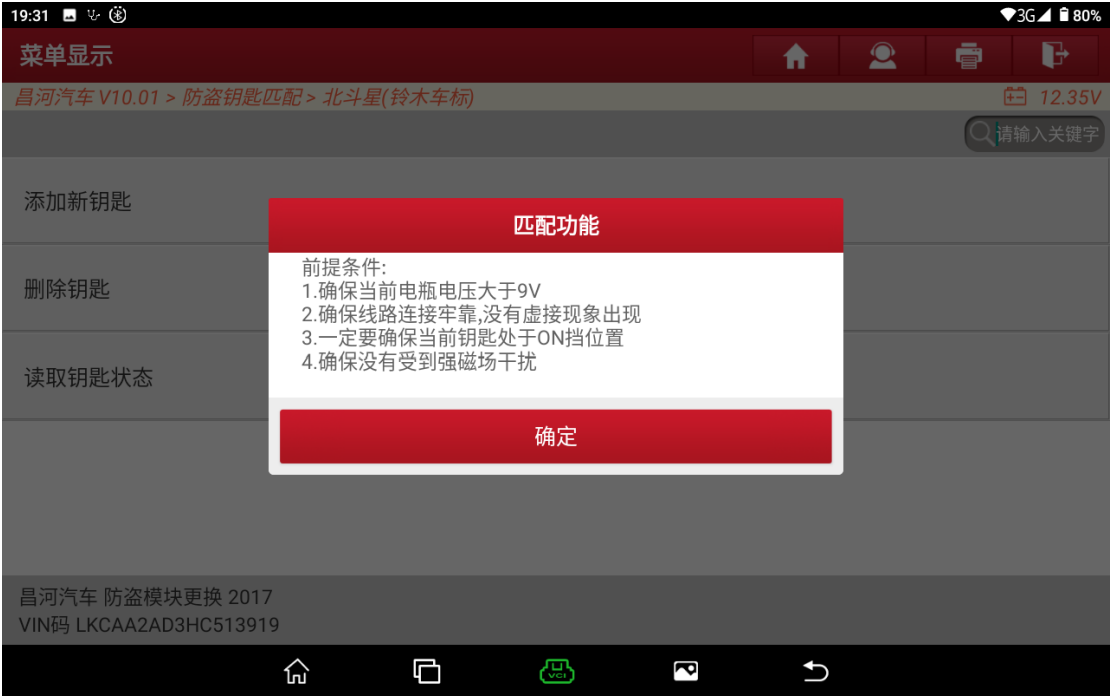 19:31
3G 80%
菜单显示
昌河汽车 V10.01 > 防盗钥匙匹配 > 北斗星(铃木车标)
12.35V
请输入关键字
添加新钥匙
删除钥匙
读取钥匙状态
匹配功能
前提条件:
1.确保当前电瓶电压大于9V
2.确保线路连接牢靠,没有虚接现象出现
3.一定要确保当前钥匙处于ON挡位置
4.确保没有受到强磁场干扰
确定
昌河汽车 防盗模块更换 2017
VIN码 LKCAA2AD3HC513919
VCI